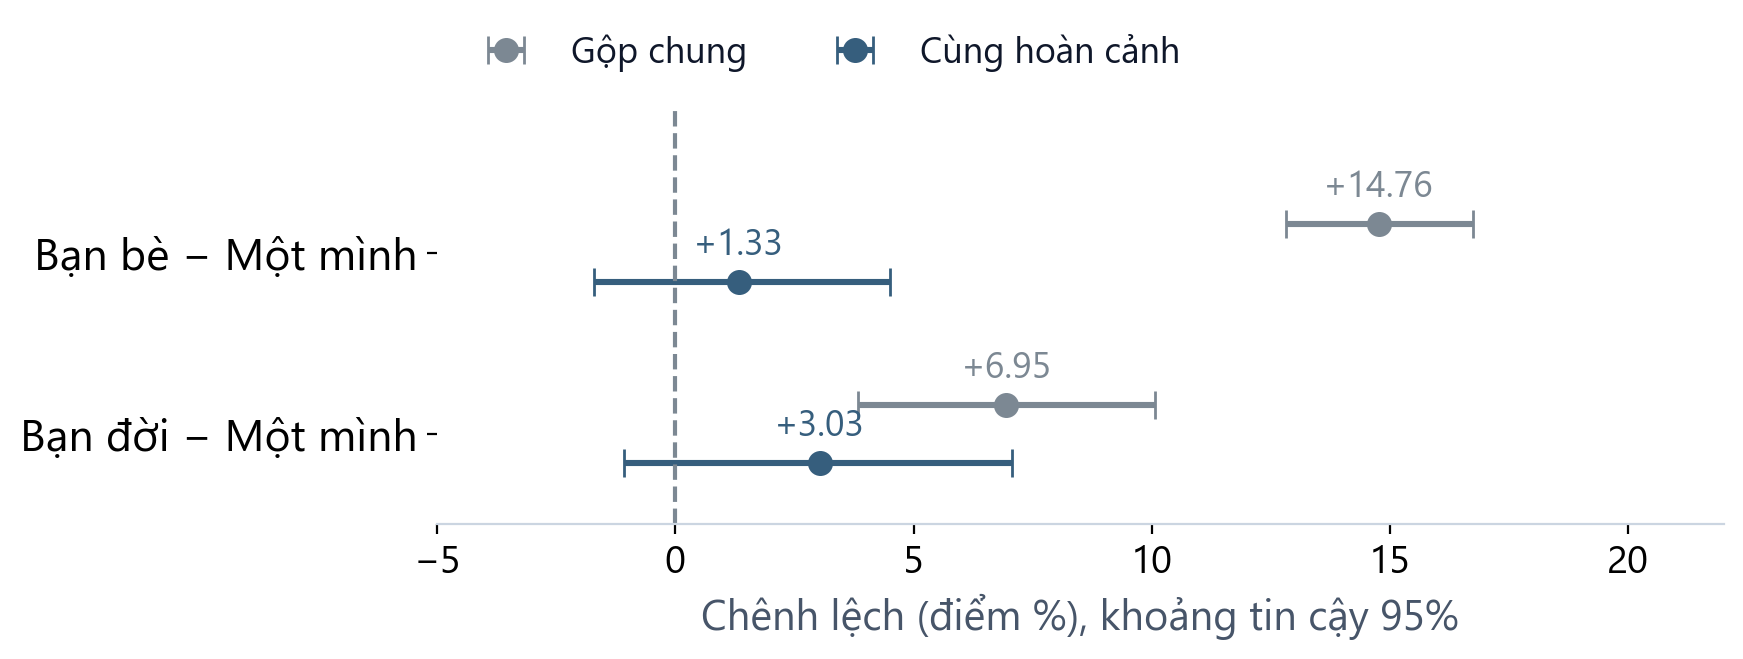 Gộp chung
Cùng hoàn cảnh
+14.76
Bạn bè – Một mình
+1.33
+6.95
Bạn đời – Một mình
+3.03
−5 0 5 10 15 20
Chênh lệch (điểm %), khoảng tin cậy 95%